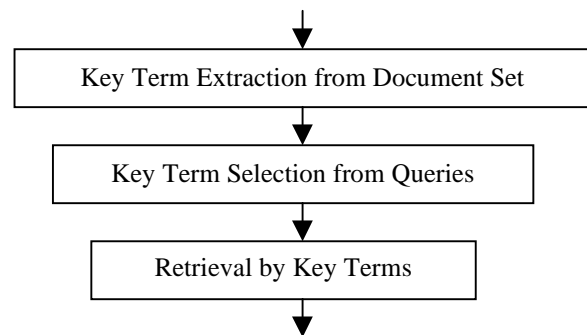 Key Term Extraction from Document Set
Key Term Selection from Queries
Retrieval by Key Terms